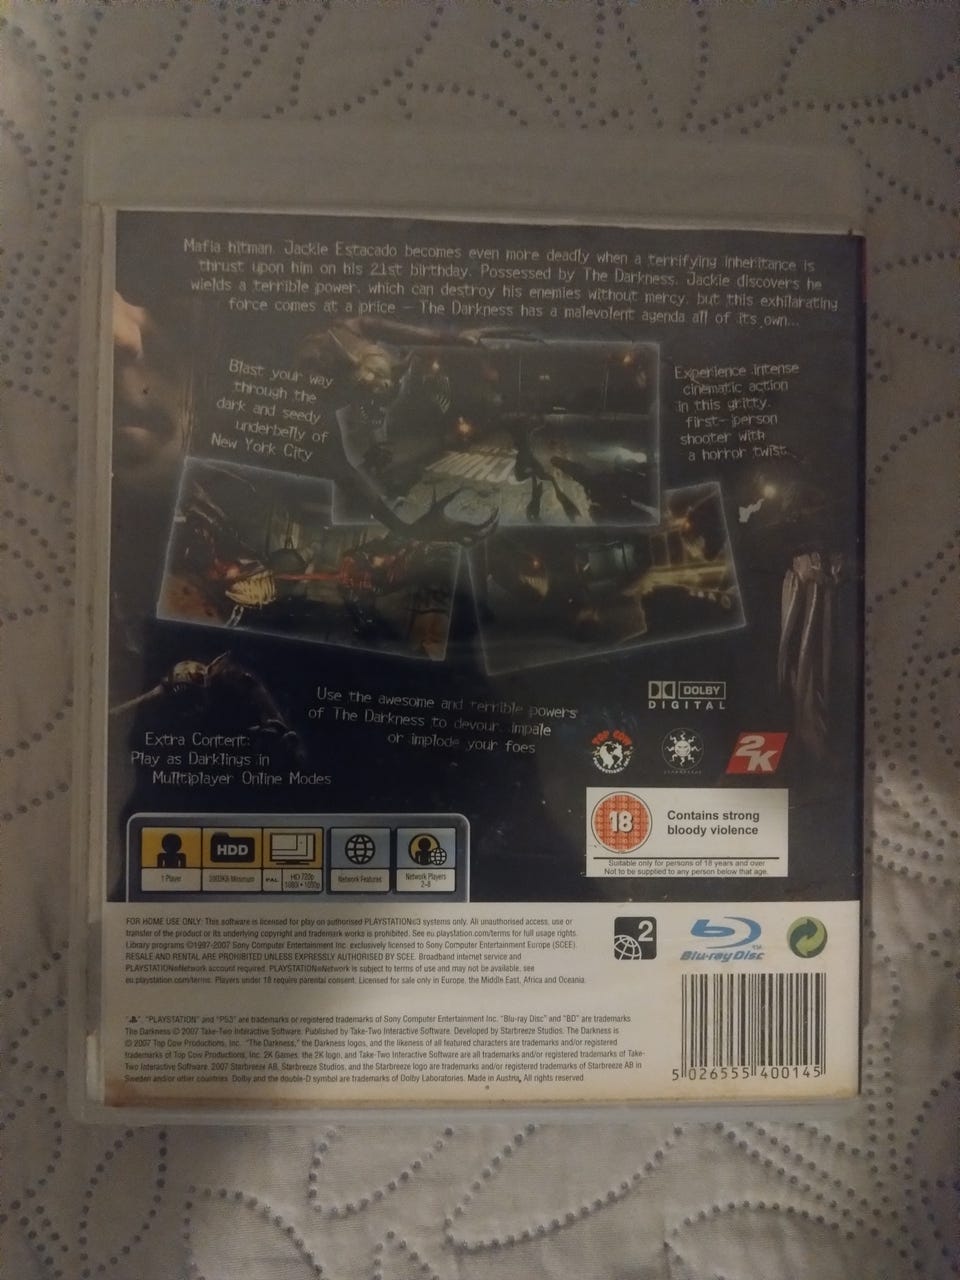 Mafia hitman, Jackie Estacado becomes even more deadly when a terrifying inheritance is
thrust upon him on his 21st birthday. Possessed by The Darkness, Jackie discovers he
wields a terrible power, which can destroy his enemies without mercy, but this exhilarating
force comes at a price – The Darkness has a malevolent agenda all of its own...
Blast your way
through the
dark and seedy
underbelly of
New York City
Experience intense
cinematic action
in this gritty,
first-person
shooter with
a horror twist
Use the awesome and terrible powers
of The Darkness to devour, impale
or implode your foes
Extra Content:
Play as Darklings in
Mulltiplayer Online Modes
DOLBY
DIGITAL
TOP COW
PRODUCTIONS, INC.
STARBREEZE
2K
18
Contains strong
bloody violence
Suitable only for persons of 18 years and over
Not to be supplied to any person below that age.
HDD
1 Player
Minimum
PAL
HD 720p
1080i • 1080p
Network Features
Network Players
2-8
FOR HOME USE ONLY: This software is licensed for play on authorised PLAYSTATION®3 systems only. All unauthorised access, use or
transfer of the product or its underlying copyright and trademark works is prohibited. See eu.playstation.com/terms for full usage rights.
Library programs ©1997-2007 Sony Computer Entertainment Inc. exclusively licensed to Sony Computer Entertainment Europe (SCEE).
RESALE AND RENTAL ARE PROHIBITED UNLESS EXPRESSLY AUTHORISED BY SCEE. Broadband internet service and
PLAYSTATION®Network account required. PLAYSTATION®Network is subject to terms of use and may not be available, see
eu.playstation.com/terms. Players under 18 require parental consent. Licensed for sale only in Europe, the Middle East, Africa and Oceania.
2
Blu-ray Disc
TM
"", "PLAYSTATION" and "PS3" are trademarks or registered trademarks of Sony Computer Entertainment Inc. "Blu-ray Disc" and "BD" are trademarks
The Darkness © 2007 Take-Two Interactive Software. Published by Take-Two Interactive Software. Developed by Starbreeze Studios. The Darkness is
© 2007 Top Cow Productions, Inc. "The Darkness," the Darkness logos, and the likeness of all featured characters are trademarks and/or registered
trademarks of Top Cow Productions, Inc. 2K Games, the 2K logo, and Take-Two Interactive Software are all trademarks and/or registered trademarks of Take-
Two Interactive Software. 2007 Starbreeze AB. Starbreeze Studios, and the Starbreeze logo are trademarks and/or registered trademarks of Starbreeze AB in
Sweden and/or other countries. Dolby and the double-D symbol are trademarks of Dolby Laboratories. Made in Austria. All rights reserved
5 026555 400145